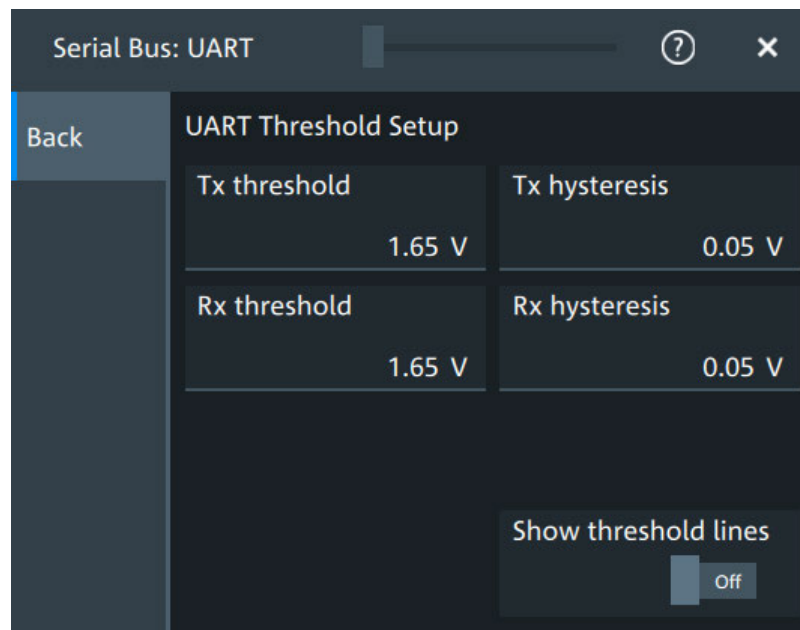 Serial Bus: UART
?
×
Back
UART Threshold Setup
Tx threshold
1.65 V
Tx hysteresis
0.05 V
Rx threshold
1.65 V
Rx hysteresis
0.05 V
Show threshold lines
Off